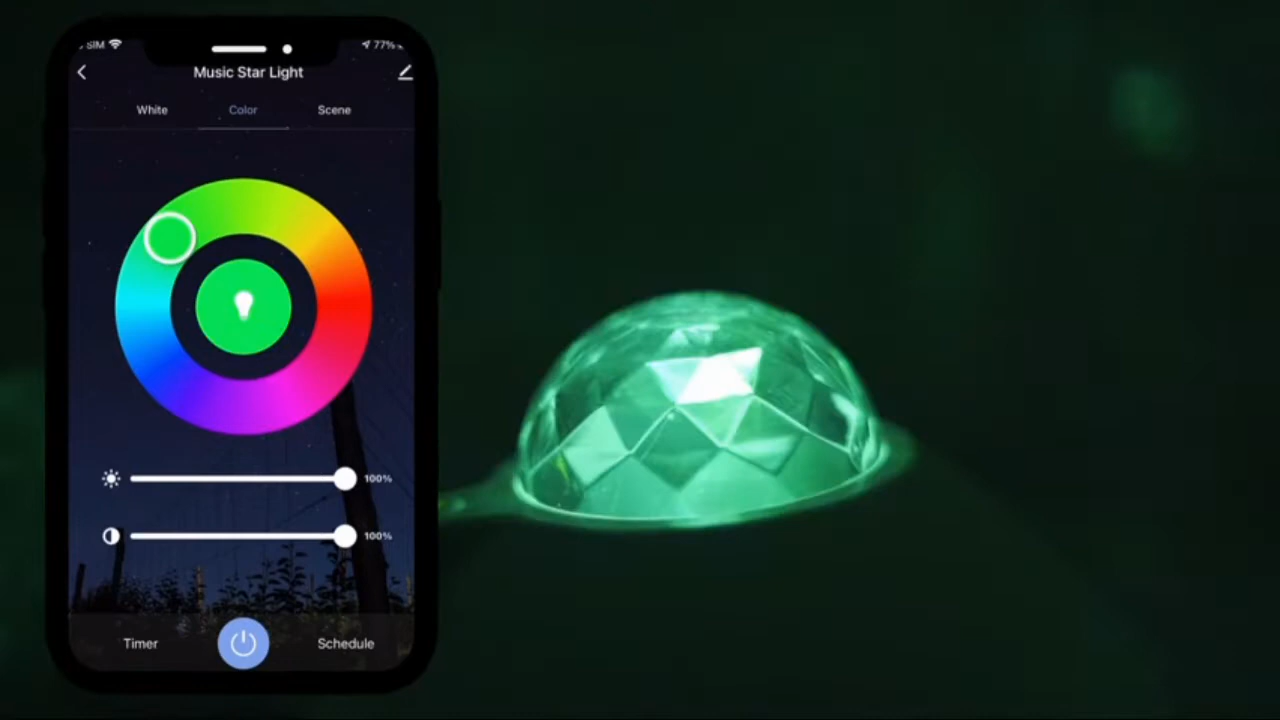 SIM 77%
Music Star Light
White Color Scene
100%
100%
Timer Schedule